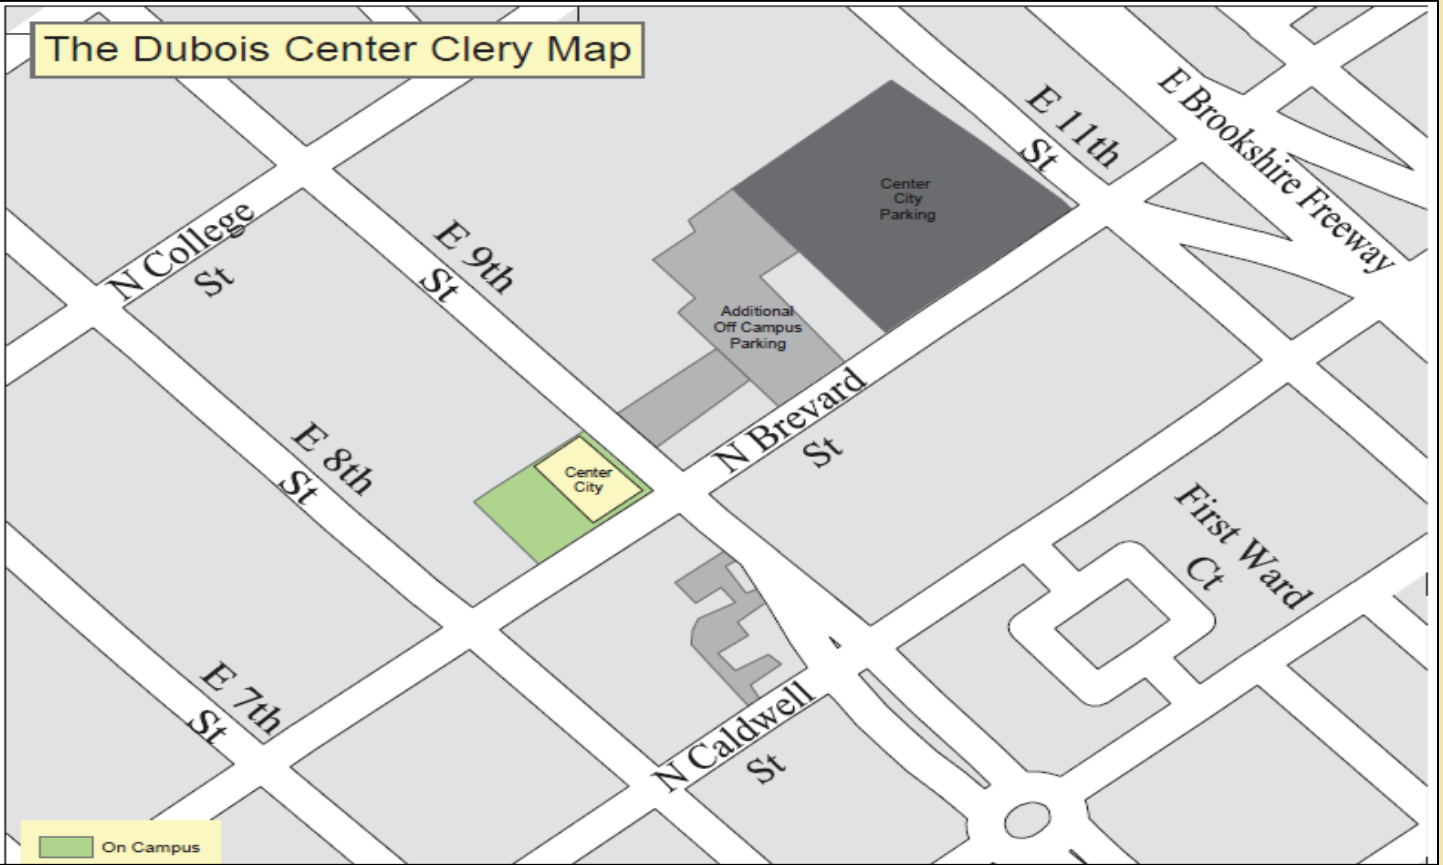 The Dubois Center Clery Map
E Brookshire Freeway
E 11th
St
Center
City
Parking
N College
St
E 9th
St
Additional
Off Campus
Parking
N Brevard
St
E 8th
St
Center
City
First Ward
Ct
E 7th
St
N Caldwell
St
On Campus